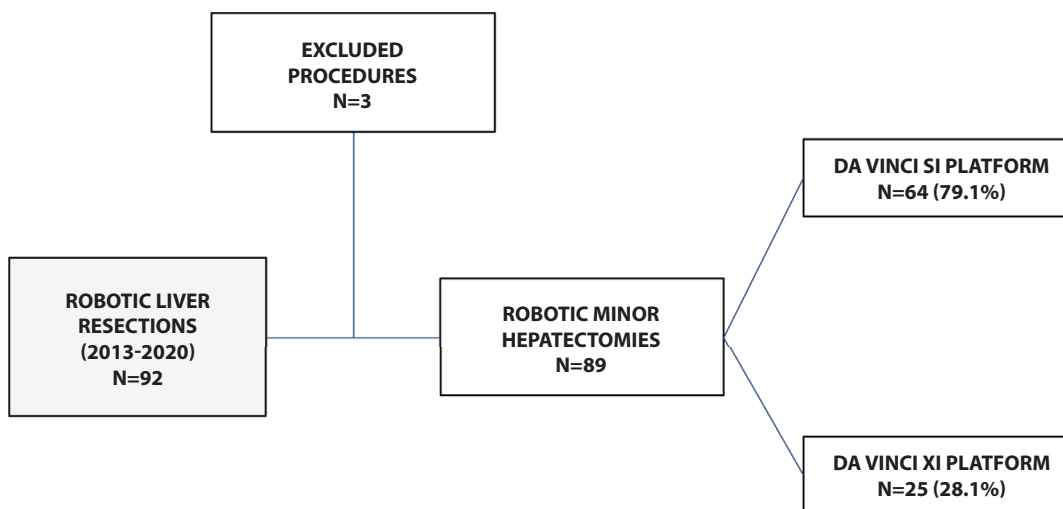 EXCLUDED
PROCEDURES
N=3
ROBOTIC LIVER
RESECTIONS
(2013-2020)
N=92
ROBOTIC MINOR
HEPATECTOMIES
N=89
DA VINCI SI PLATFORM
N=64 (79.1%)
DA VINCI XI PLATFORM
N=25 (28.1%)